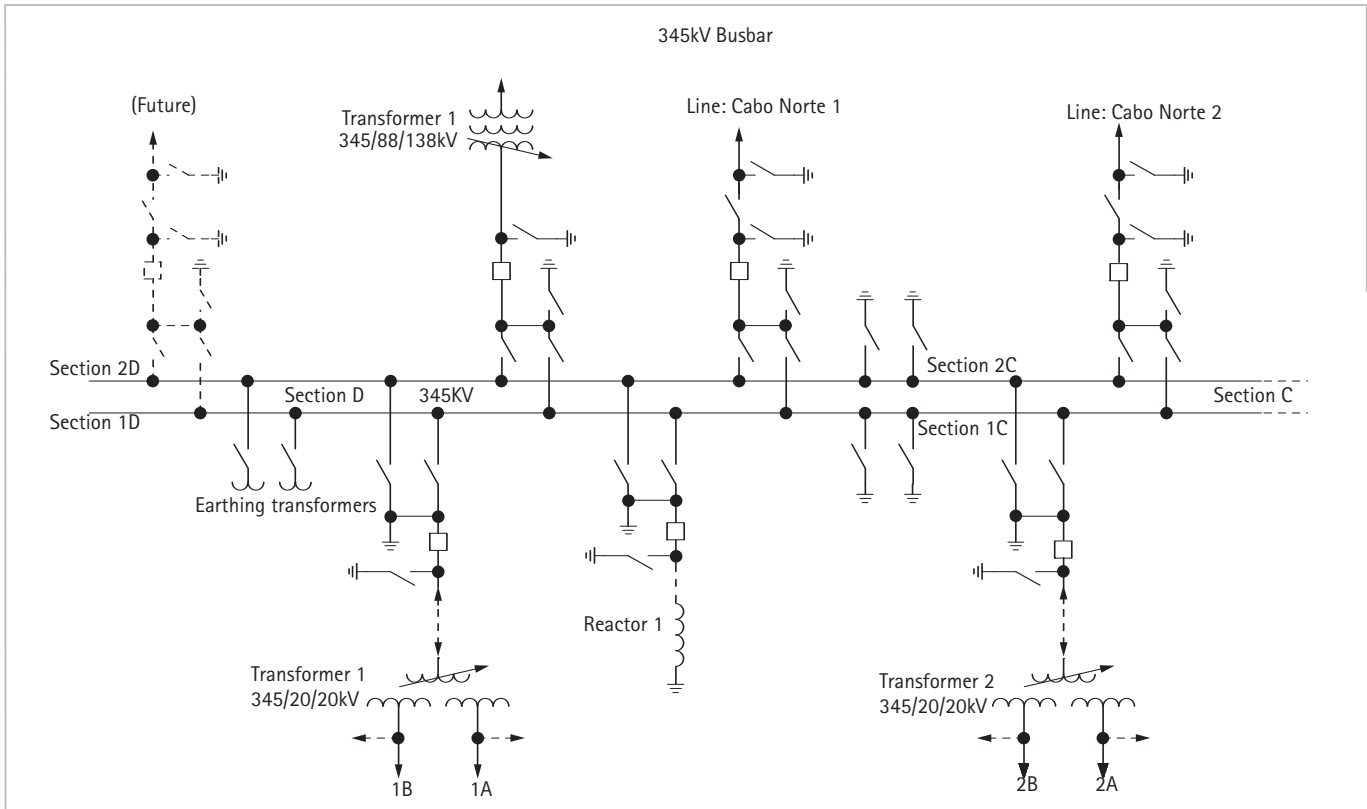 345kV Busbar
(Future)
Transformer 1
345/88/138kV
Line: Cabo Norte 1
Line: Cabo Norte 2
Section 2D
Section D
345KV
Section 2C
Section C
Section 1D
Section 1C
Earthing transformers
Reactor 1
Transformer 1
345/20/20kV
Transformer 2
345/20/20kV
1B
1A
2B
2A